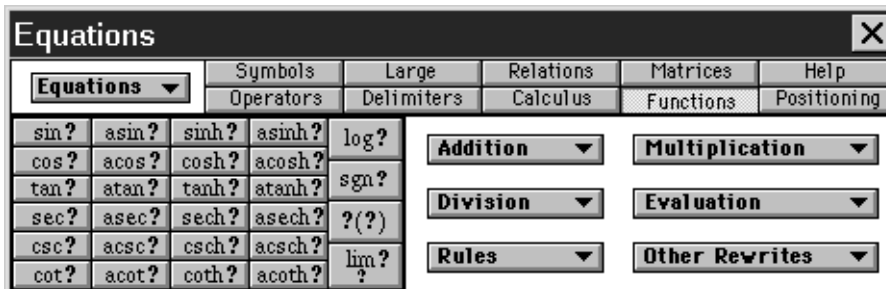 Equations
Equations
Symbols Large Relations Matrices Help
Operators Delimiters Calculus Functions Positioning
sin? asin? sinh? asinh? log?
cos? acos? cosh? acosh?
tan? atan? tanh? atanh? sgn?
sec? asec? sech? asech? ?(?)
csc? acsc? csch? acsch? lim?
?
cot? acot? coth? acoth?
Addition Multiplication
Division Evaluation
Rules Other Rewrites